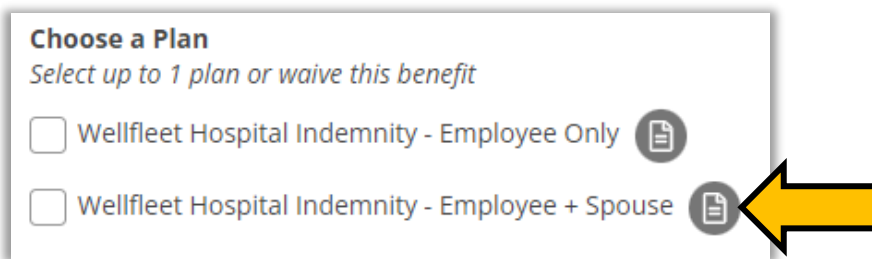 Choose a Plan
Select up to 1 plan or waive this benefit
Wellfleet Hospital Indemnity - Employee Only
Wellfleet Hospital Indemnity - Employee + Spouse